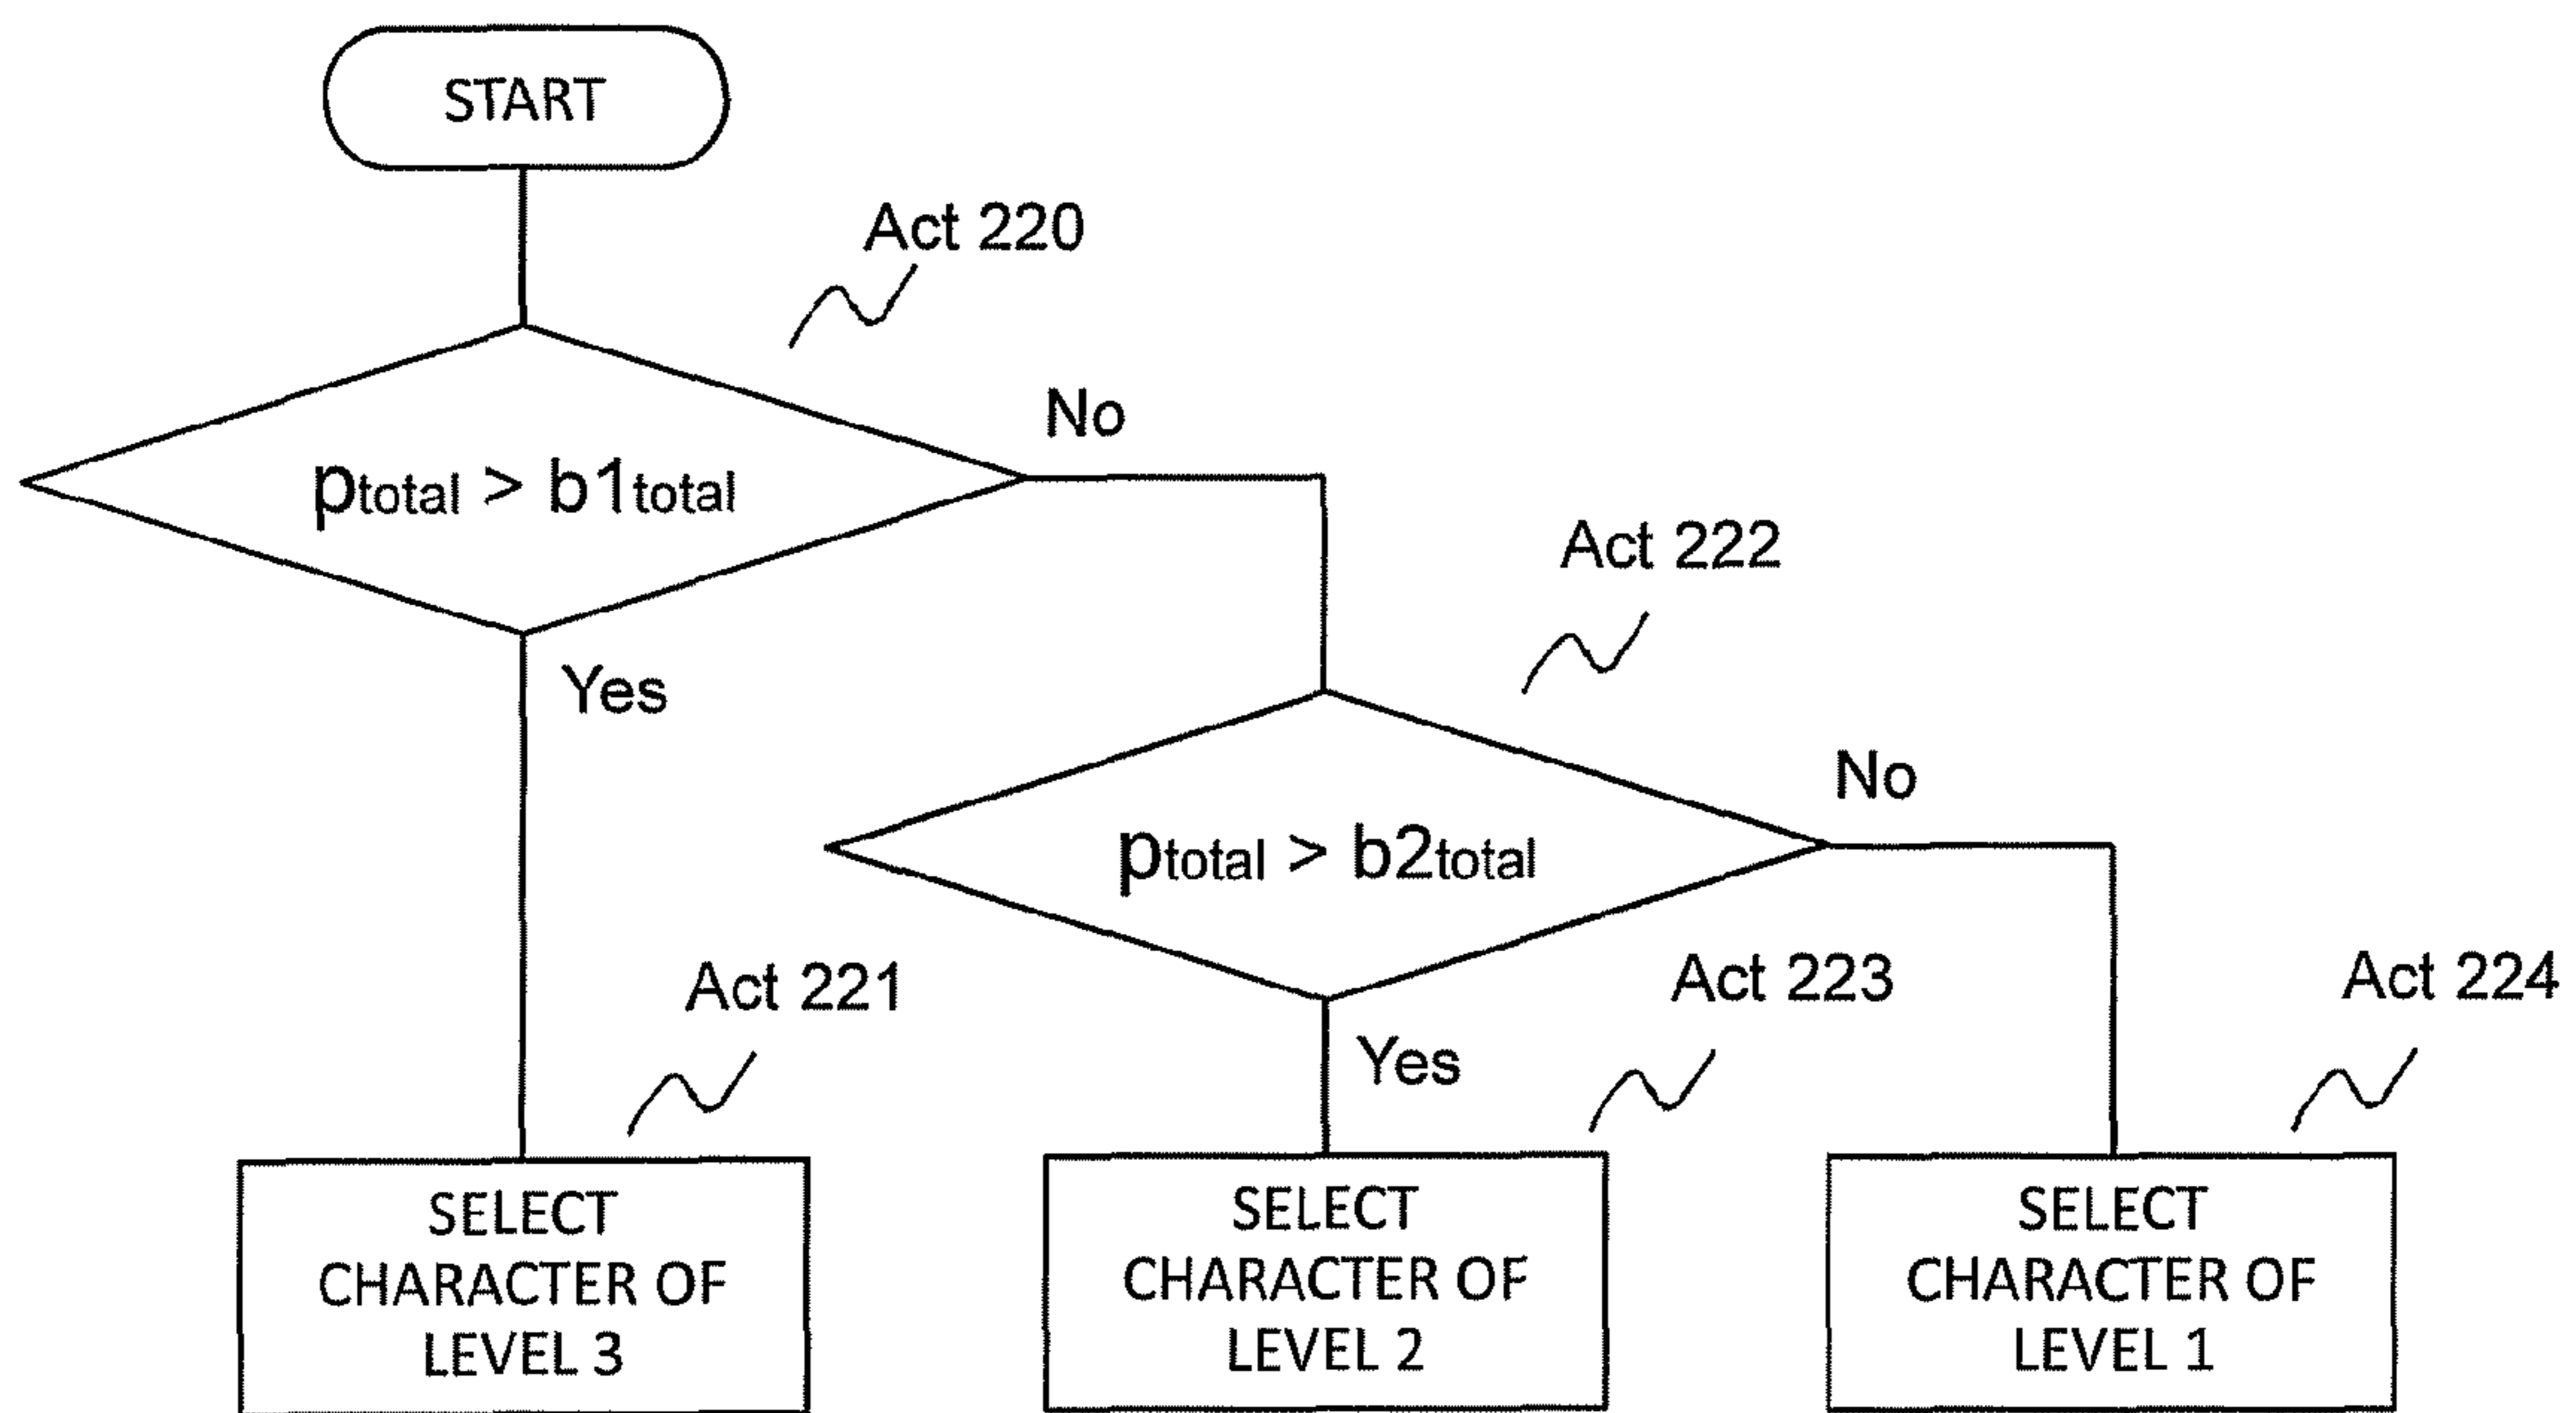 START
Act 220
No
ptotal > b1total
Act 222
Yes
No
ptotal > b2total
Act 221
Act 223
Act 224
Yes
SELECT
CHARACTER OF
LEVEL 3
SELECT
CHARACTER OF
LEVEL 2
SELECT
CHARACTER OF
LEVEL 1